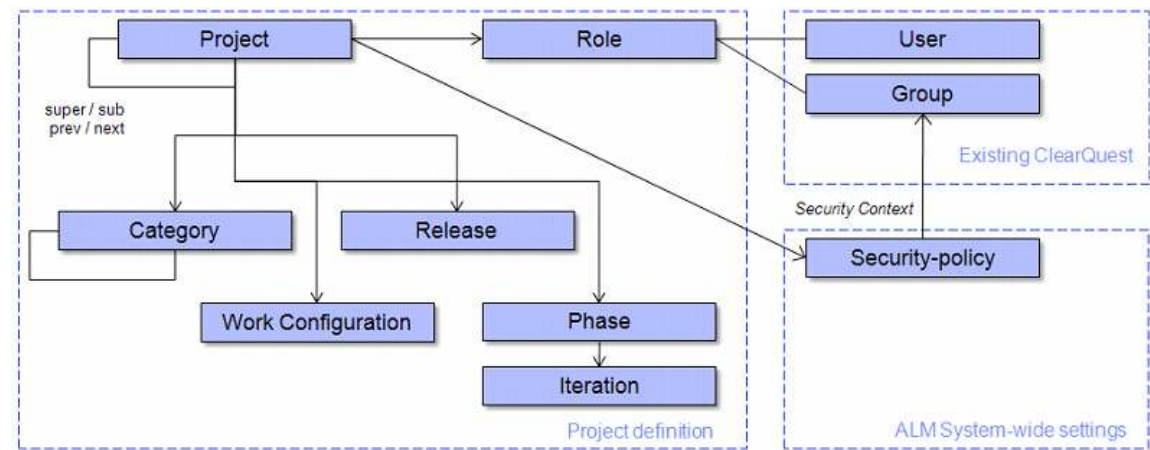 Project
Role
User
Group
super / sub
prev / next
Existing ClearQuest
Security Context
Category
Release
Security-policy
Work Configuration
Phase
Iteration
Project definition
ALM System-wide settings